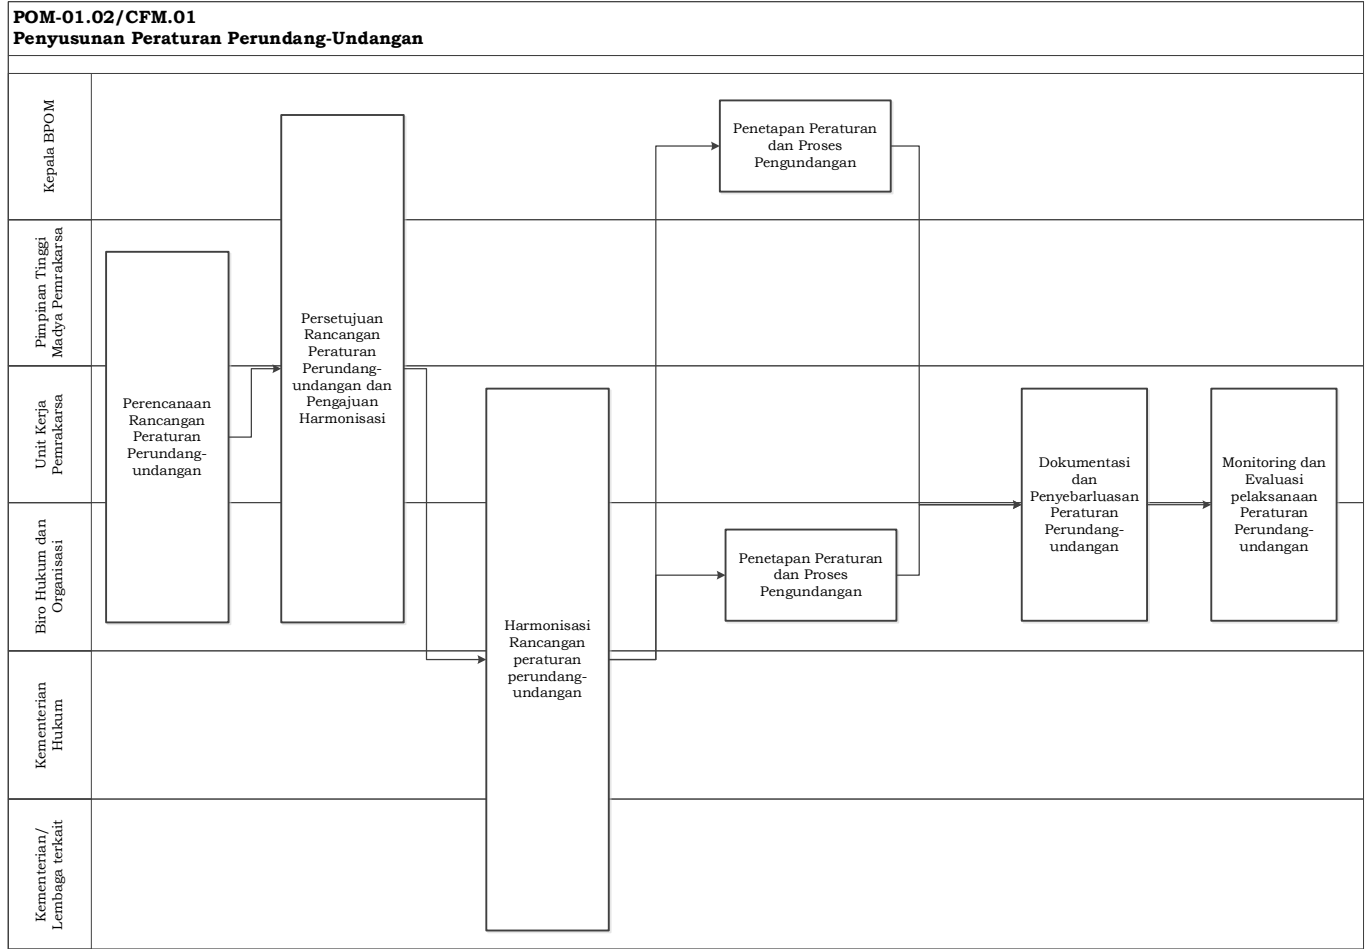 POM-01.02/CFM.01
Penyusunan Peraturan Perundang-Undangan
Kepala BPOM
Penetapan Peraturan
dan Proses
Pengundangan
Pimpinan Tinggi
Madya Pemrakarsa
Persetujuan
Rancangan
Peraturan
Perundang-
undangan dan
Pengajuan
Harmonisasi
Unit Kerja
Pemrakarsa
Perencanaan
Rancangan
Peraturan
Perundang-
undangan
Dokumentasi
dan
Penyebarluasan
Peraturan
Perundang-
undangan
Monitoring dan
Evaluasi
pelaksanaan
Peraturan
Perundang-
undangan
Biro Hukum dan
Organisasi
Penetapan Peraturan
dan Proses
Pengundangan
Harmonisasi
Rancangan
peraturan
perundang-
undangan
Kementerian
Hukum
Kementerian/
Lembaga terkait